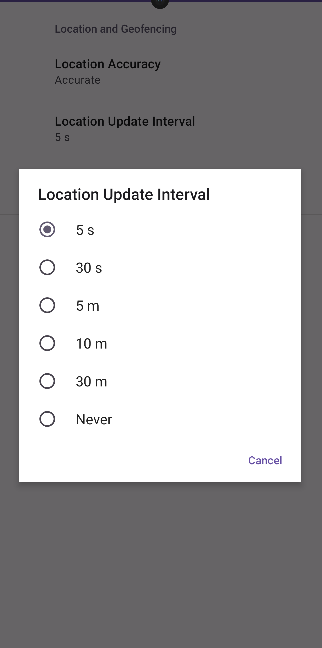 Location and Geofencing
Location Accuracy
Accurate
Location Update Interval
5 s
Location Update Interval
5 s
30 s
5 m
10 m
30 m
Never
Cancel